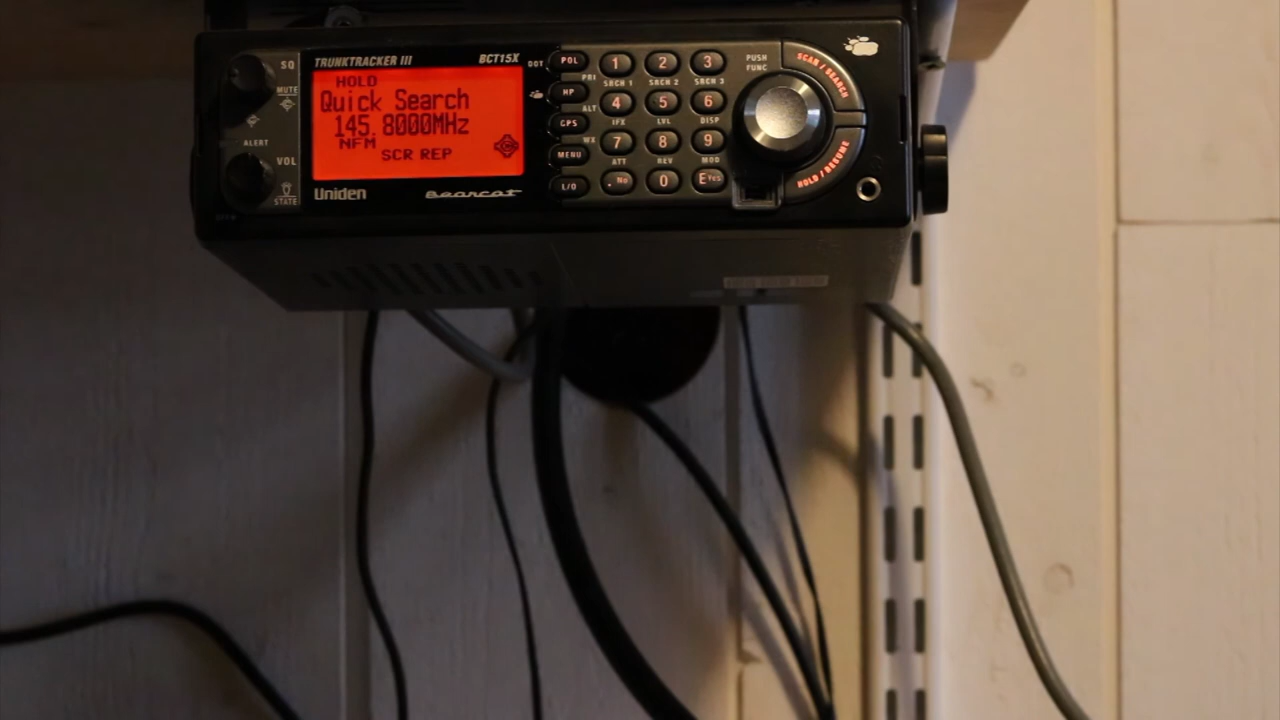 TRUNKTRACKER III
BCT15X
HOLD
Quick Search
145.8000MHz
NFM
SCR REP
Uniden
Bearcat
SQ
MUTE
ALERT
VOL
STATE
DGT
POL
1
2
3
PUSH
FUNC
SCAN / SEARCH
PRI
SRCH 1
SRCH 2
SRCH 3
HP
4
5
6
ALT
IFX
LVL
DISP
GPS
7
8
9
WX
ATT
REV
MOD
MENU
L/O
. No
0
E Yes
HOLD / RESUME